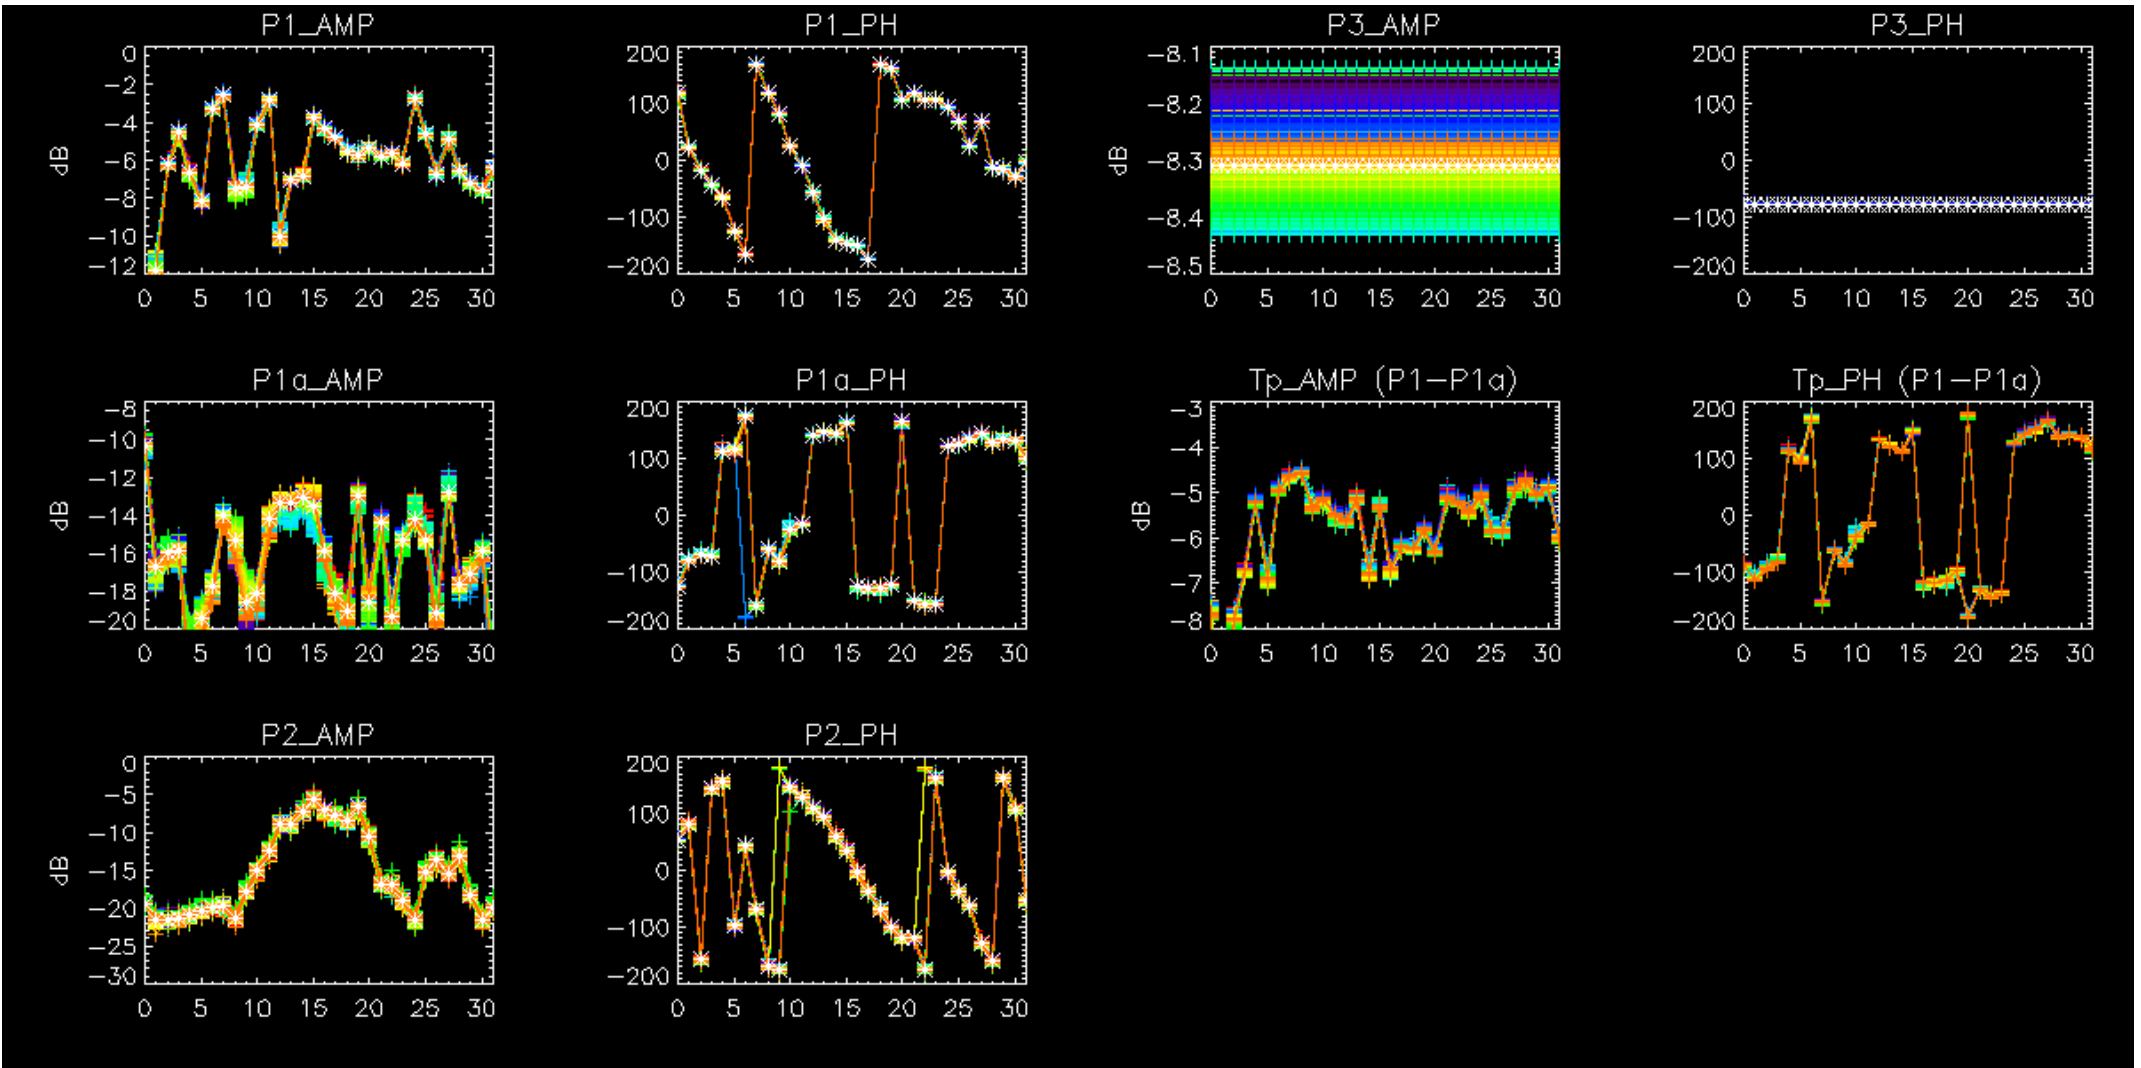 P1_AMP
P1_PH
P3_AMP
P3_PH
0
-2
-4
-6
-8
-10
-12
dB
0 5 10 15 20 25 30
200
100
0
-100
-200
0 5 10 15 20 25 30
-8.1
-8.2
-8.3
-8.4
-8.5
dB
0 5 10 15 20 25 30
200
100
0
-100
-200
0 5 10 15 20 25 30
P1a_AMP
P1a_PH
Tp_AMP (P1-P1a)
Tp_PH (P1-P1a)
-8
-10
-12
-14
-16
-18
-20
dB
0 5 10 15 20 25 30
200
100
0
-100
-200
0 5 10 15 20 25 30
-3
-4
-5
-6
-7
-8
dB
0 5 10 15 20 25 30
200
100
0
-100
-200
0 5 10 15 20 25 30
P2_AMP
P2_PH
0
-5
-10
-15
-20
-25
-30
dB
0 5 10 15 20 25 30
200
100
0
-100
-200
0 5 10 15 20 25 30